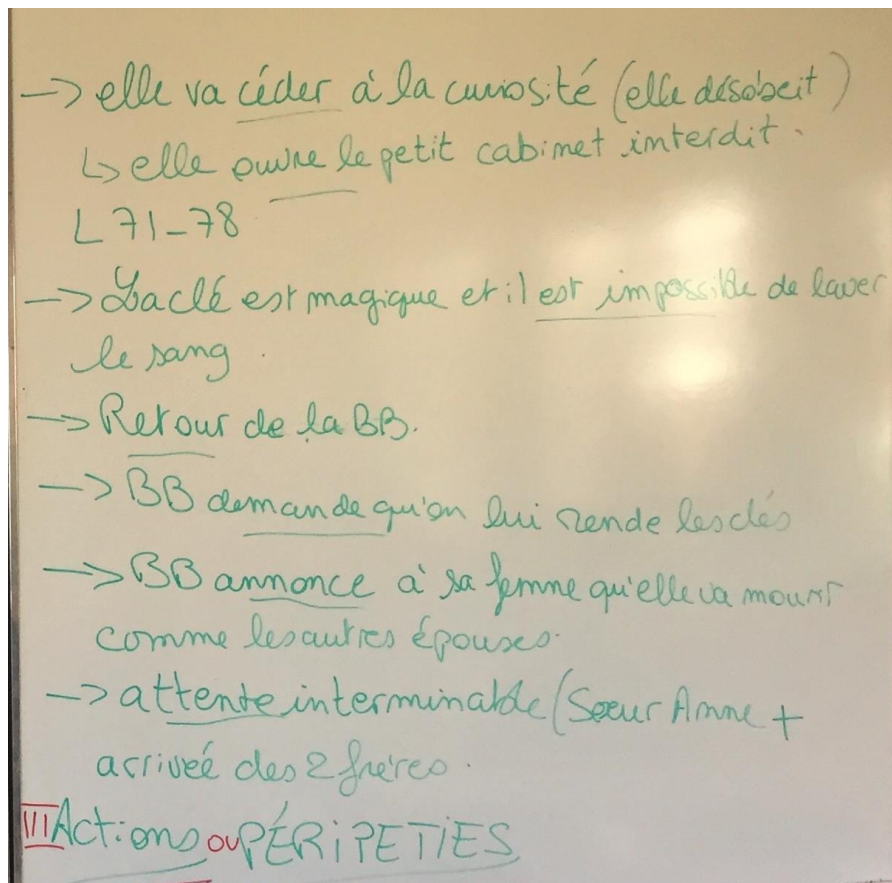 -> elle va céder à la curiosité (elle désobeit)
↳ elle ouvre le petit cabinet interdit.
L 71-78
-> La clé est magique et il est impossible de laver
le sang.
-> Retour de la BB.
-> BB demande qu'on lui rende les clés
-> BB annonce à sa femme qu'elle va mourir
comme les autres épouses.
-> attente interminable (Soeur Anne +
arriveé des 2 frères.
III Actions ou PÉRIPETIES